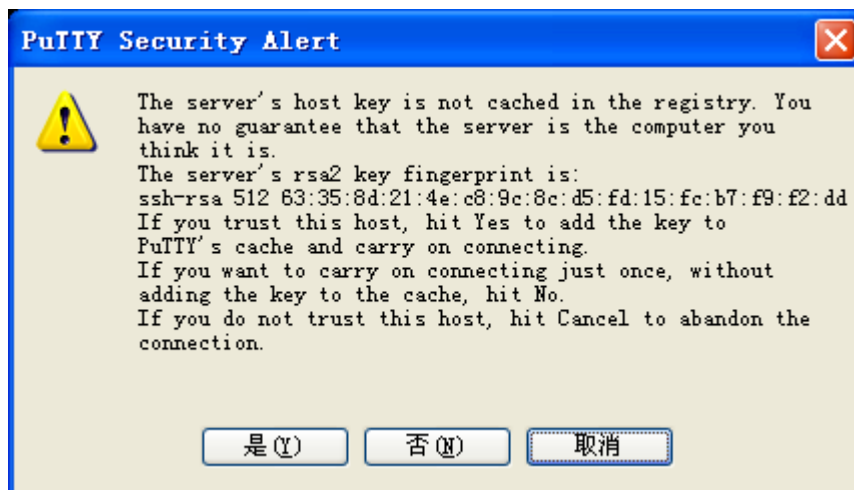 PuTTY Security Alert
The server's host key is not cached in the registry. You
have no guarantee that the server is the computer you
think it is.
The server's rsa2 key fingerprint is:
ssh-rsa 512 63:35:8d:21:4e:c8:9c:8c:d5:fd:15:fc:b7:f9:f2:dd
If you trust this host, hit Yes to add the key to
PuTTY's cache and carry on connecting.
If you want to carry on connecting just once, without
adding the key to the cache, hit No.
If you do not trust this host, hit Cancel to abandon the
connection.
是(Y) 否(N) 取消